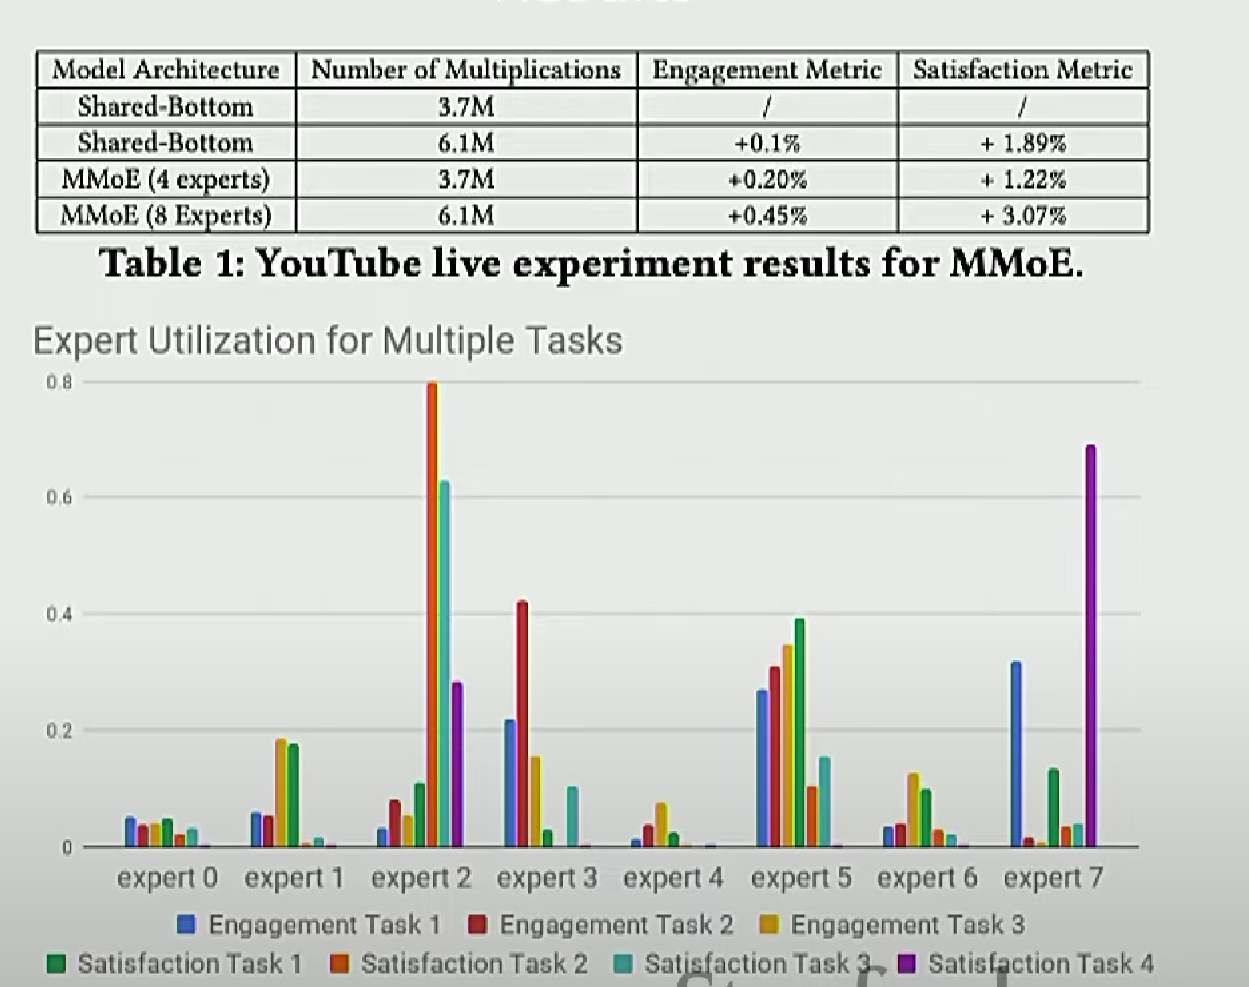 Model Architecture Number of Multiplications Engagement Metric Satisfaction Metric
Shared-Bottom 3.7M / /
Shared-Bottom 6.1M +0.1% + 1.89%
MMoE (4 experts) 3.7M +0.20% + 1.22%
MMoE (8 Experts) 6.1M +0.45% + 3.07%
Table 1: YouTube live experiment results for MMoE.
Expert Utilization for Multiple Tasks
0.8
0.6
0.4
0.2
0
expert 0 expert 1 expert 2 expert 3 expert 4 expert 5 expert 6 expert 7
Engagement Task 1 Engagement Task 2 Engagement Task 3
Satisfaction Task 1 Satisfaction Task 2 Satisfaction Task 3 Satisfaction Task 4